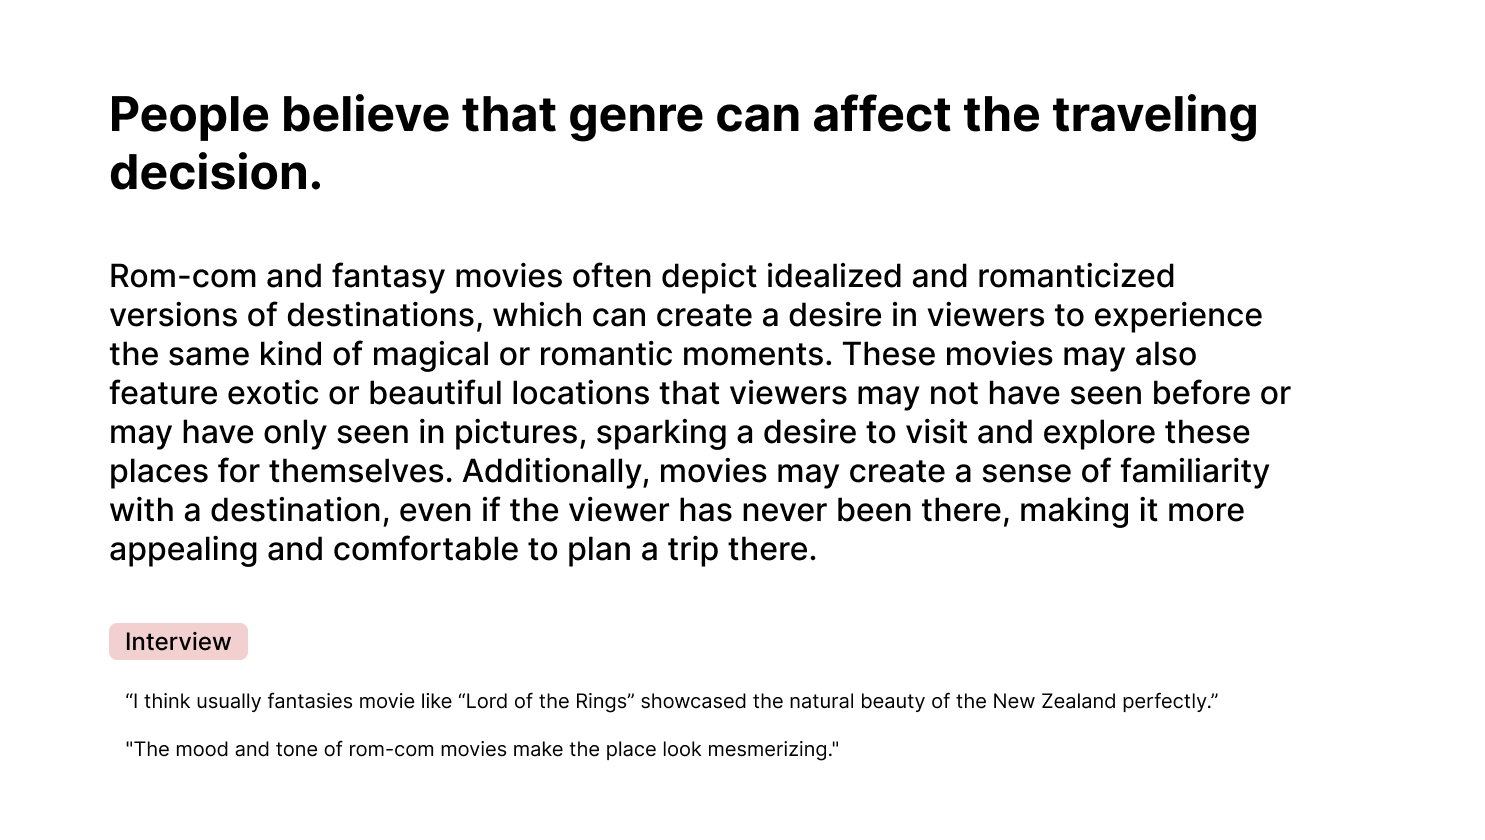 People believe that genre can affect the traveling
decision.
Rom-com and fantasy movies often depict idealized and romanticized
versions of destinations, which can create a desire in viewers to experience
the same kind of magical or romantic moments. These movies may also
feature exotic or beautiful locations that viewers may not have seen before or
may have only seen in pictures, sparking a desire to visit and explore these
places for themselves. Additionally, movies may create a sense of familiarity
with a destination, even if the viewer has never been there, making it more
appealing and comfortable to plan a trip there.
Interview
“I think usually fantasies movie like “Lord of the Rings” showcased the natural beauty of the New Zealand perfectly.”
"The mood and tone of rom-com movies make the place look mesmerizing."